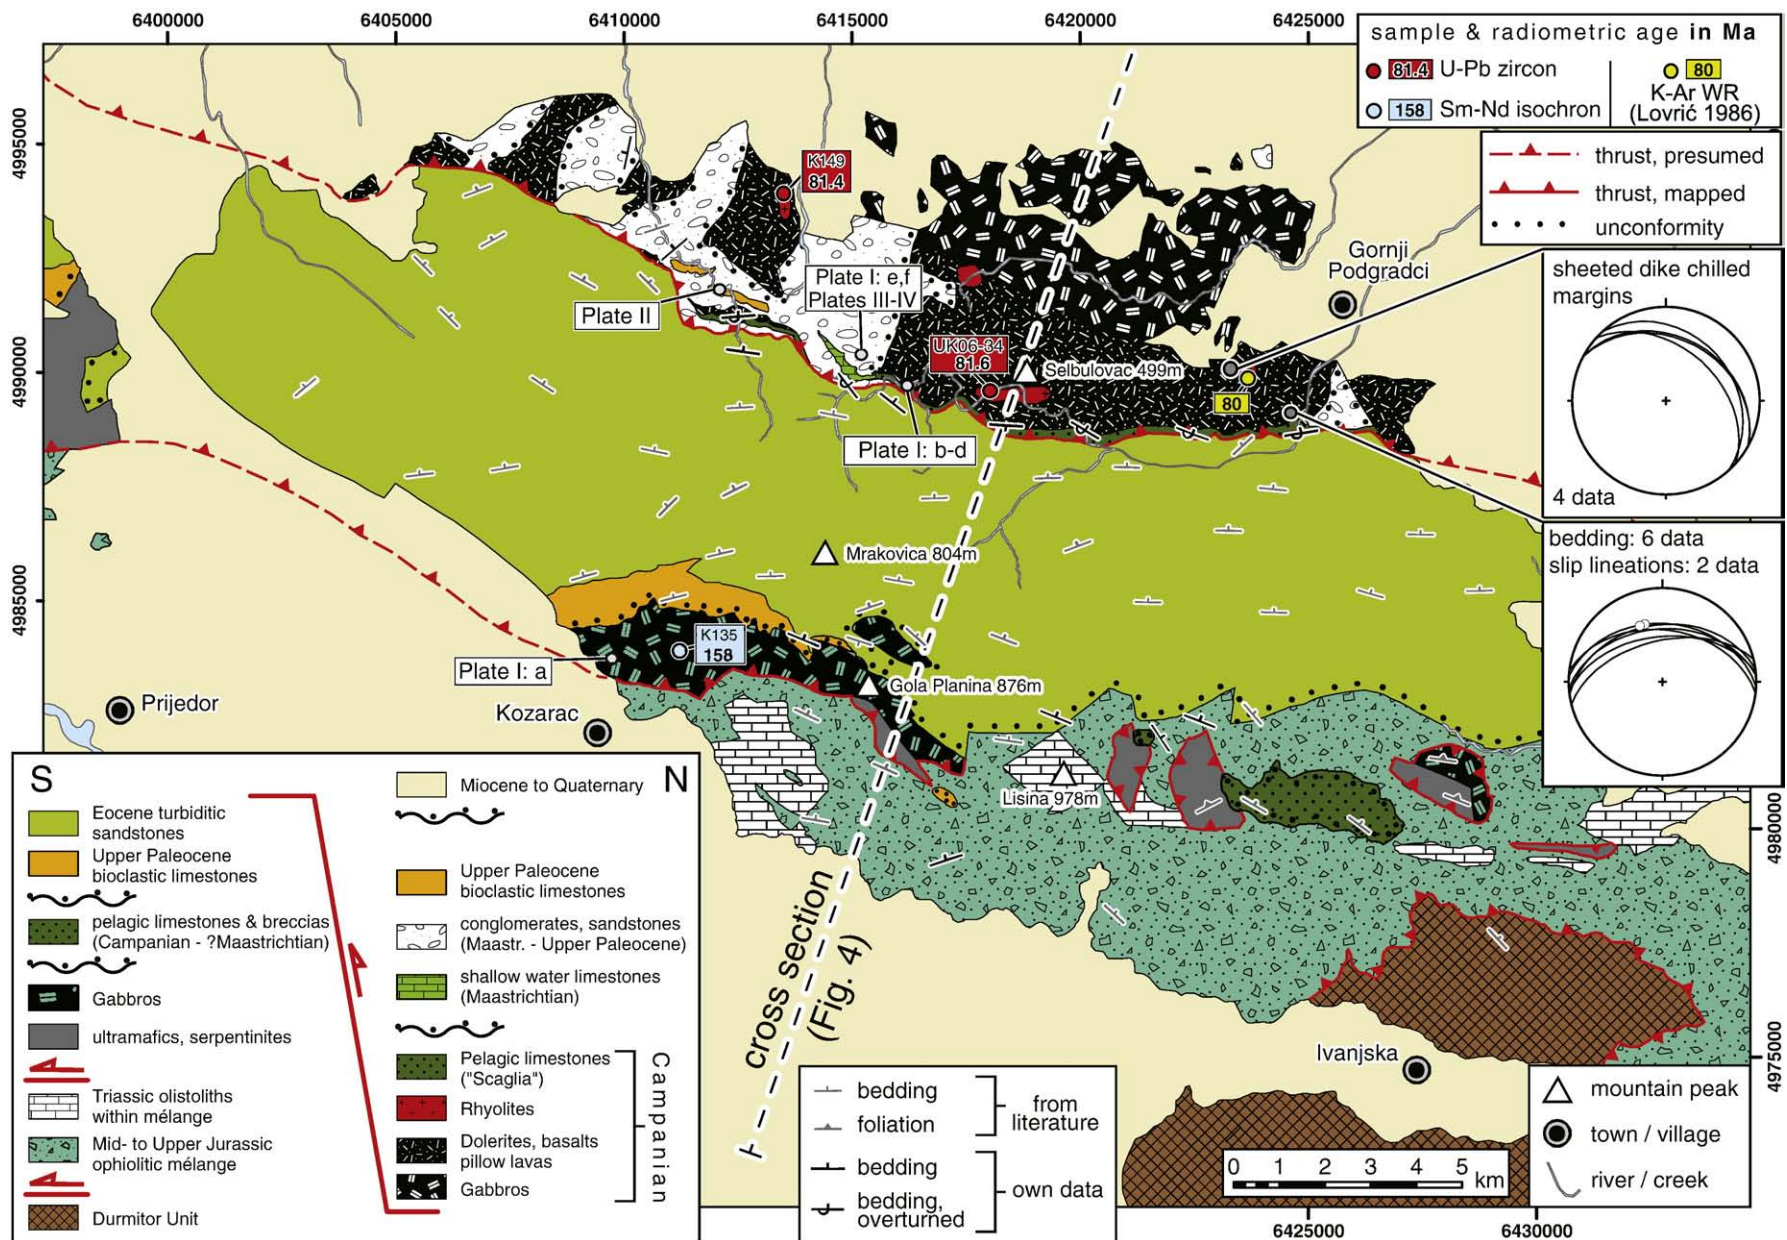 6400000
6405000
6410000
6415000
6420000
6425000
4995000
4990000
4985000
4980000
4975000
6425000
6430000
sample & radiometric age in Ma
81.4 U-Pb zircon
158 Sm-Nd isochron
80
K-Ar WR
(Lovrić 1986)
thrust, presumed
thrust, mapped
unconformity
sheeted dike chilled
margins
4 data
bedding: 6 data
slip lineations: 2 data
K149
81.4
Plate I: e,f
Plates III-IV
Plate II
Gornji
Podgradci
UK06-34
81.6
Selbulovac 499m
80
Plate I: b-d
Mrakovica 804m
K135
158
Plate I: a
Gola Planina 876m
Prijedor
Kozarac
Lisina 978m
Ivanjska
cross section
(Fig. 4)
S
N
Eocene turbiditic
sandstones
Upper Paleocene
bioclastic limestones
pelagic limestones & breccias
(Campanian - ?Maastrichtian)
Gabbros
ultramafics, serpentinites
Triassic olistoliths
within mélange
Mid- to Upper Jurassic
ophiolitic mélange
Durmitor Unit
Miocene to Quaternary
Upper Paleocene
bioclastic limestones
conglomerates, sandstones
(Maastr. - Upper Paleocene)
shallow water limestones
(Maastrichtian)
Pelagic limestones
("Scaglia")
Rhyolites
Dolerites, basalts
pillow lavas
Gabbros
Campanian
bedding
foliation
from
literature
bedding
bedding,
overturned
own data
0 1 2 3 4 5
km
mountain peak
town / village
river / creek